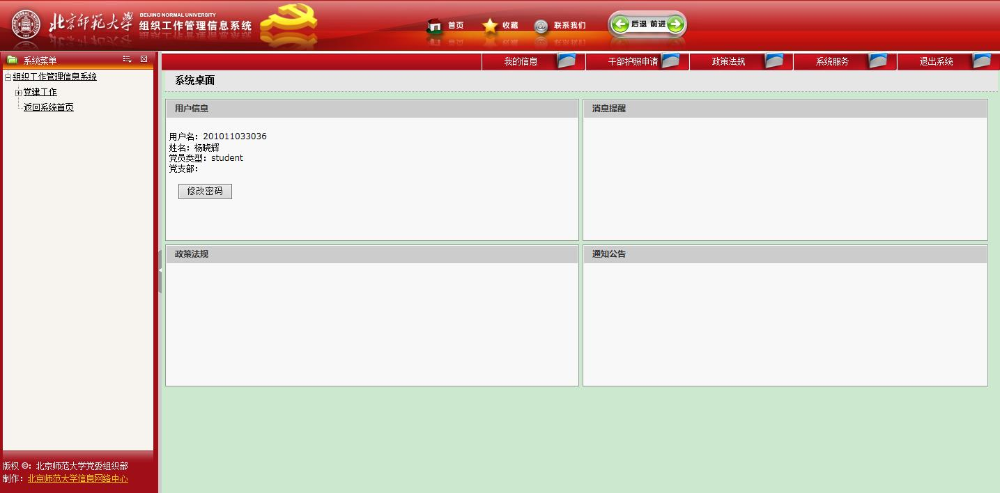 北京师范大学
BEIJING NORMAL UNIVERSITY
组织工作管理信息系统
首页
收藏
联系我们
后退 前进
系统菜单
我的信息
干部护照申请
政策法规
系统服务
退出系统
组织工作管理信息系统
党建工作
返回系统首页
系统桌面
用户信息
消息提醒
用户名：201011033036
姓名：杨晓辉
党员类型：student
党支部：
修改密码
政策法规
通知公告
版权 ©：北京师范大学党委组织部
制作：北京师范大学信息网络中心